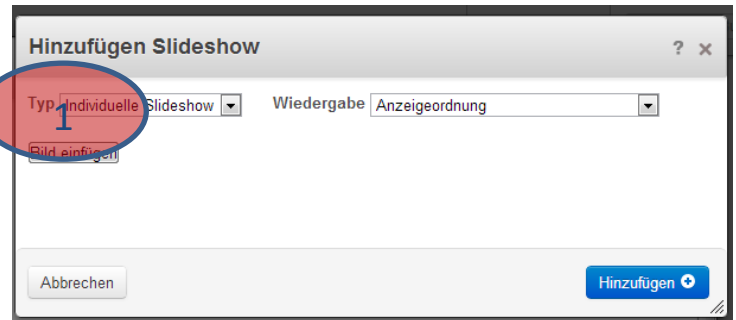 Hinzufügen Slideshow ? ×
Typ Individuelle Slideshow Wiedergabe Anzeigeordnung
1
Bild einfügen
Abbrechen Hinzufügen